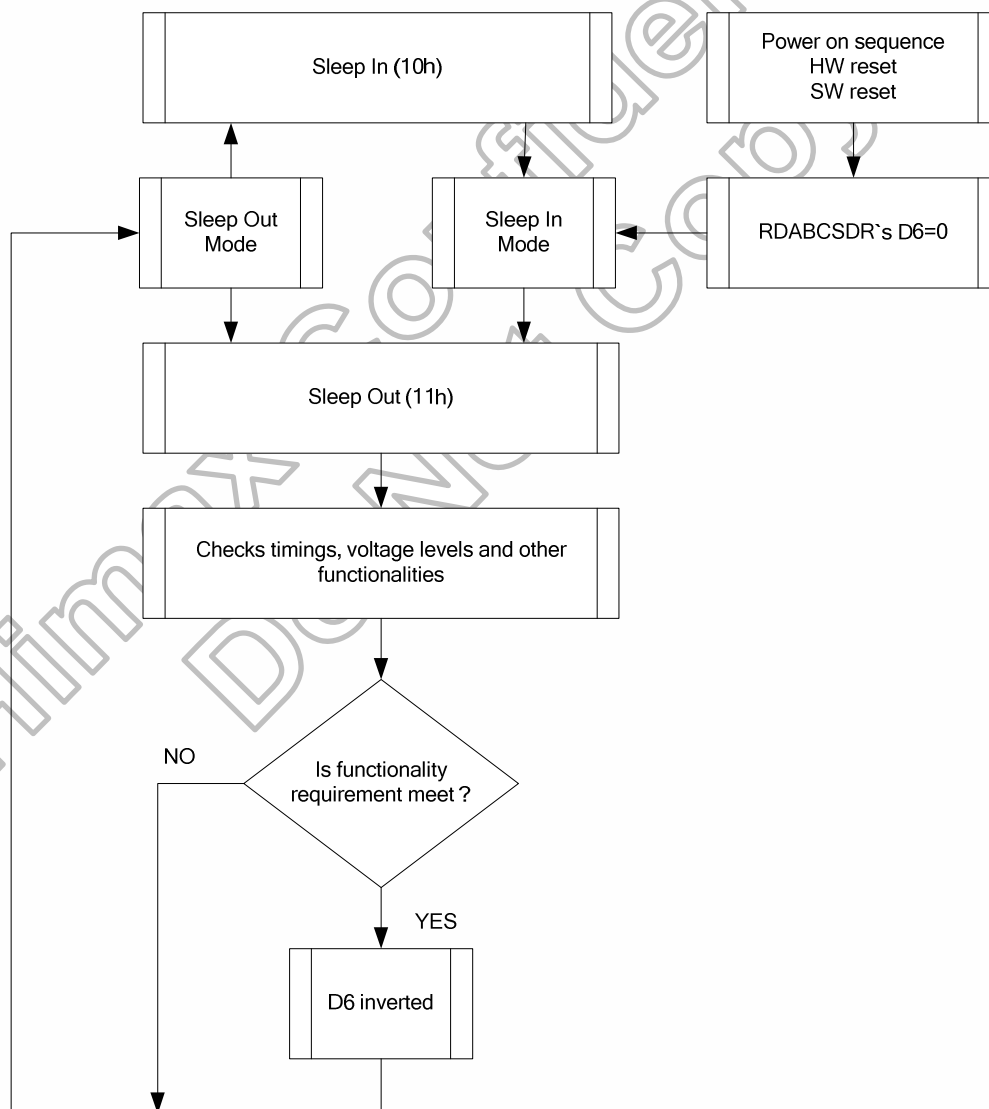 Sleep In (10h)
Power on sequence
HW reset
SW reset
Sleep Out
Mode
Sleep In
Mode
RDABCSDR`s D6=0
Sleep Out (11h)
Checks timings, voltage levels and other
functionalities
Is functionality
requirement meet ?
NO
YES
D6 inverted